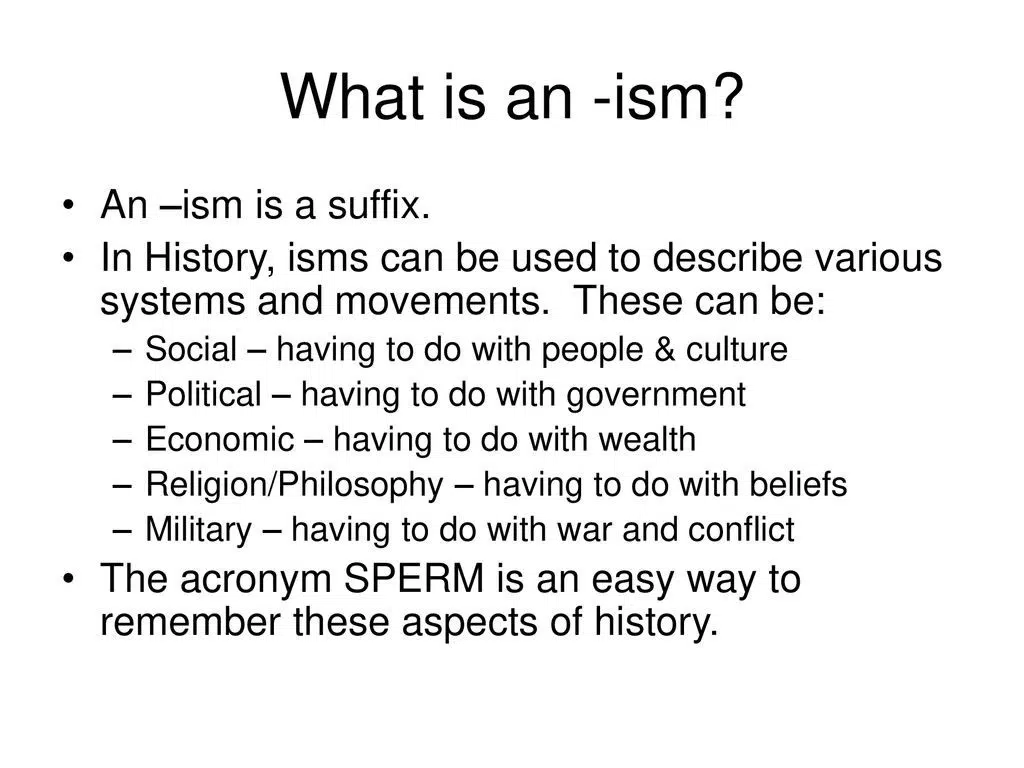 What is an -ism?
• An –ism is a suffix.
• In History, isms can be used to describe various
systems and movements.  These can be:
– Social – having to do with people & culture
– Political – having to do with government
– Economic – having to do with wealth
– Religion/Philosophy – having to do with beliefs
– Military – having to do with war and conflict
• The acronym SPERM is an easy way to
remember these aspects of history.